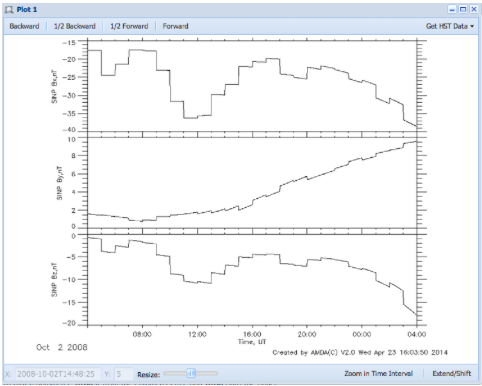 Plot 1
Backward 1/2 Backward 1/2 Forward Forward Get HST Data
-15
-20
-25
-30
-35
-40
SINP Bx,nT
10
8
6
4
2
0
SINP By,nT
0
-5
-10
-15
-20
SINP Bz,nT
08:00 12:00 16:00 20:00 00:00 04:00
Time, UT
Oct 2 2008
Created by AMDA(C) V2.0 Wed Apr 23 16:03:50 2014
X: 2008-10-02T14:48:25 Y: 5 Resize: Zoom in Time Interval Extend/Shift